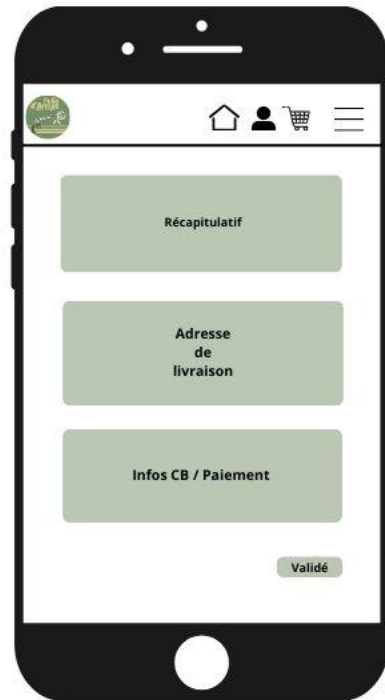 Récapitulatif
Adresse
de
livraison
Infos CB / Paiement
Validé